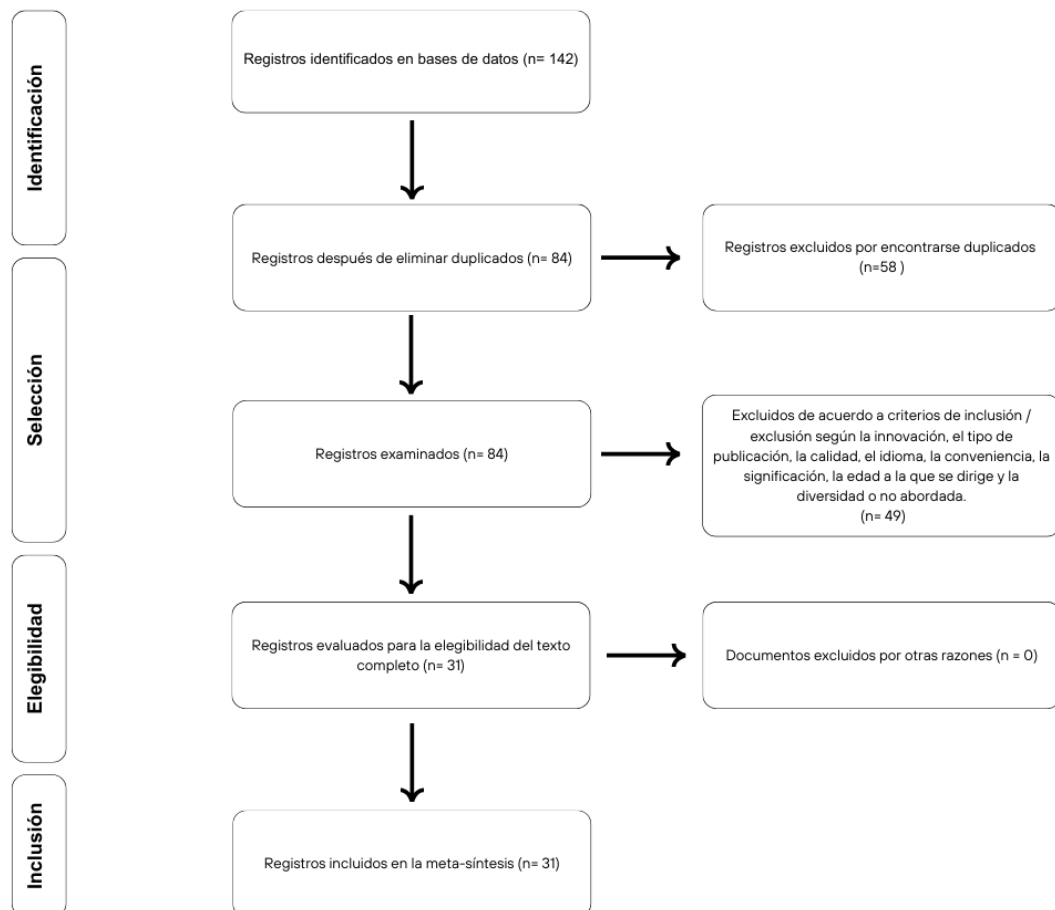 Identificación
Registros identificados en bases de datos (n= 142)
Registros después de eliminar duplicados (n= 84)
Registros excluidos por encontrarse duplicados
(n=58 )
Selección
Registros examinados (n= 84)
Excluidos de acuerdo a criterios de inclusión /
exclusión según la innovación, el tipo de
publicación, la calidad, el idioma, la conveniencia, la
significación, la edad a la que se dirige y la
diversidad o no abordada.
(n= 49)
Elegibilidad
Registros evaluados para la elegibilidad del texto
completo (n= 31)
Documentos excluidos por otras razones (n = 0)
Inclusión
Registros incluidos en la meta-síntesis (n= 31)